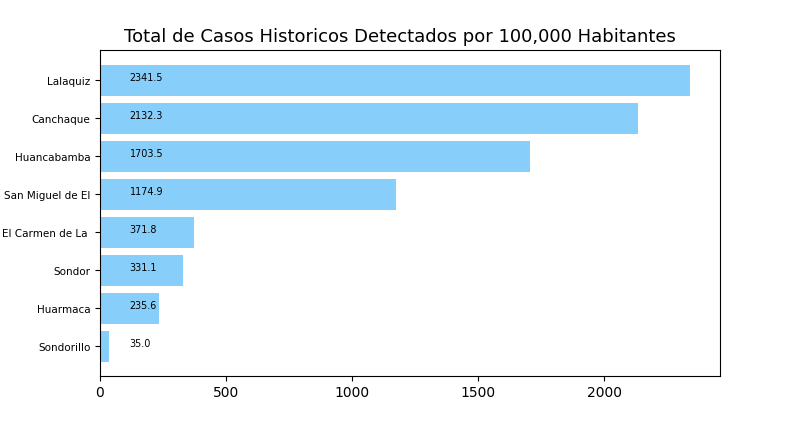 Total de Casos Historicos Detectados por 100,000 Habitantes
Lalaquiz 2341.5
Canchaque 2132.3
Huancabamba 1703.5
San Miguel de El 1174.9
El Carmen de La 371.8
Sondor 331.1
Huarmaca 235.6
Sondorillo 35.0
0 500 1000 1500 2000